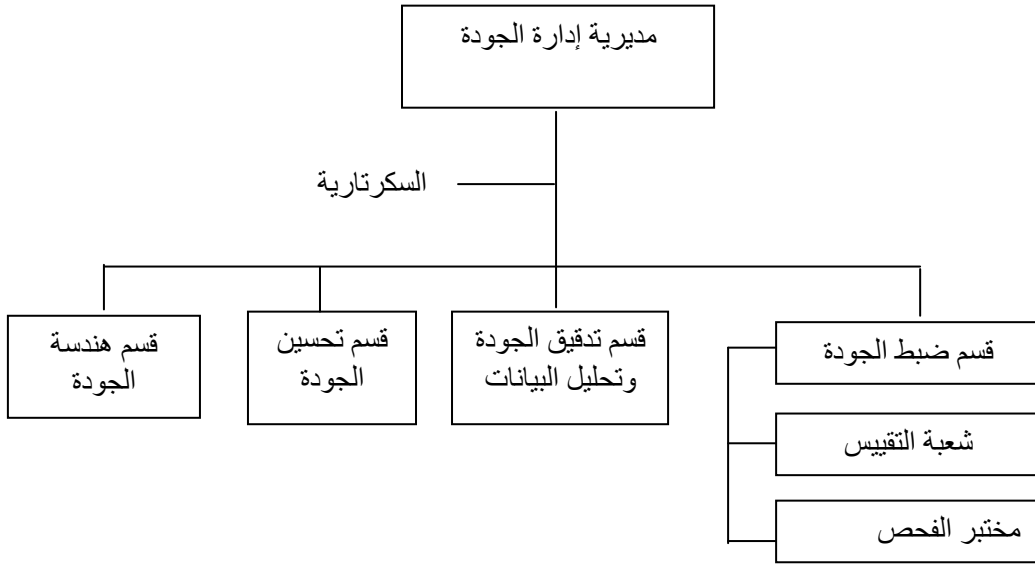 مديرية إدارة الجودة
السكرتارية
قسم ضبط الجودة
شعبة التقييس
مختبر الفحص
قسم تدقيق الجودة
وتحليل البيانات
قسم تحسين
الجودة
قسم هندسة
الجودة